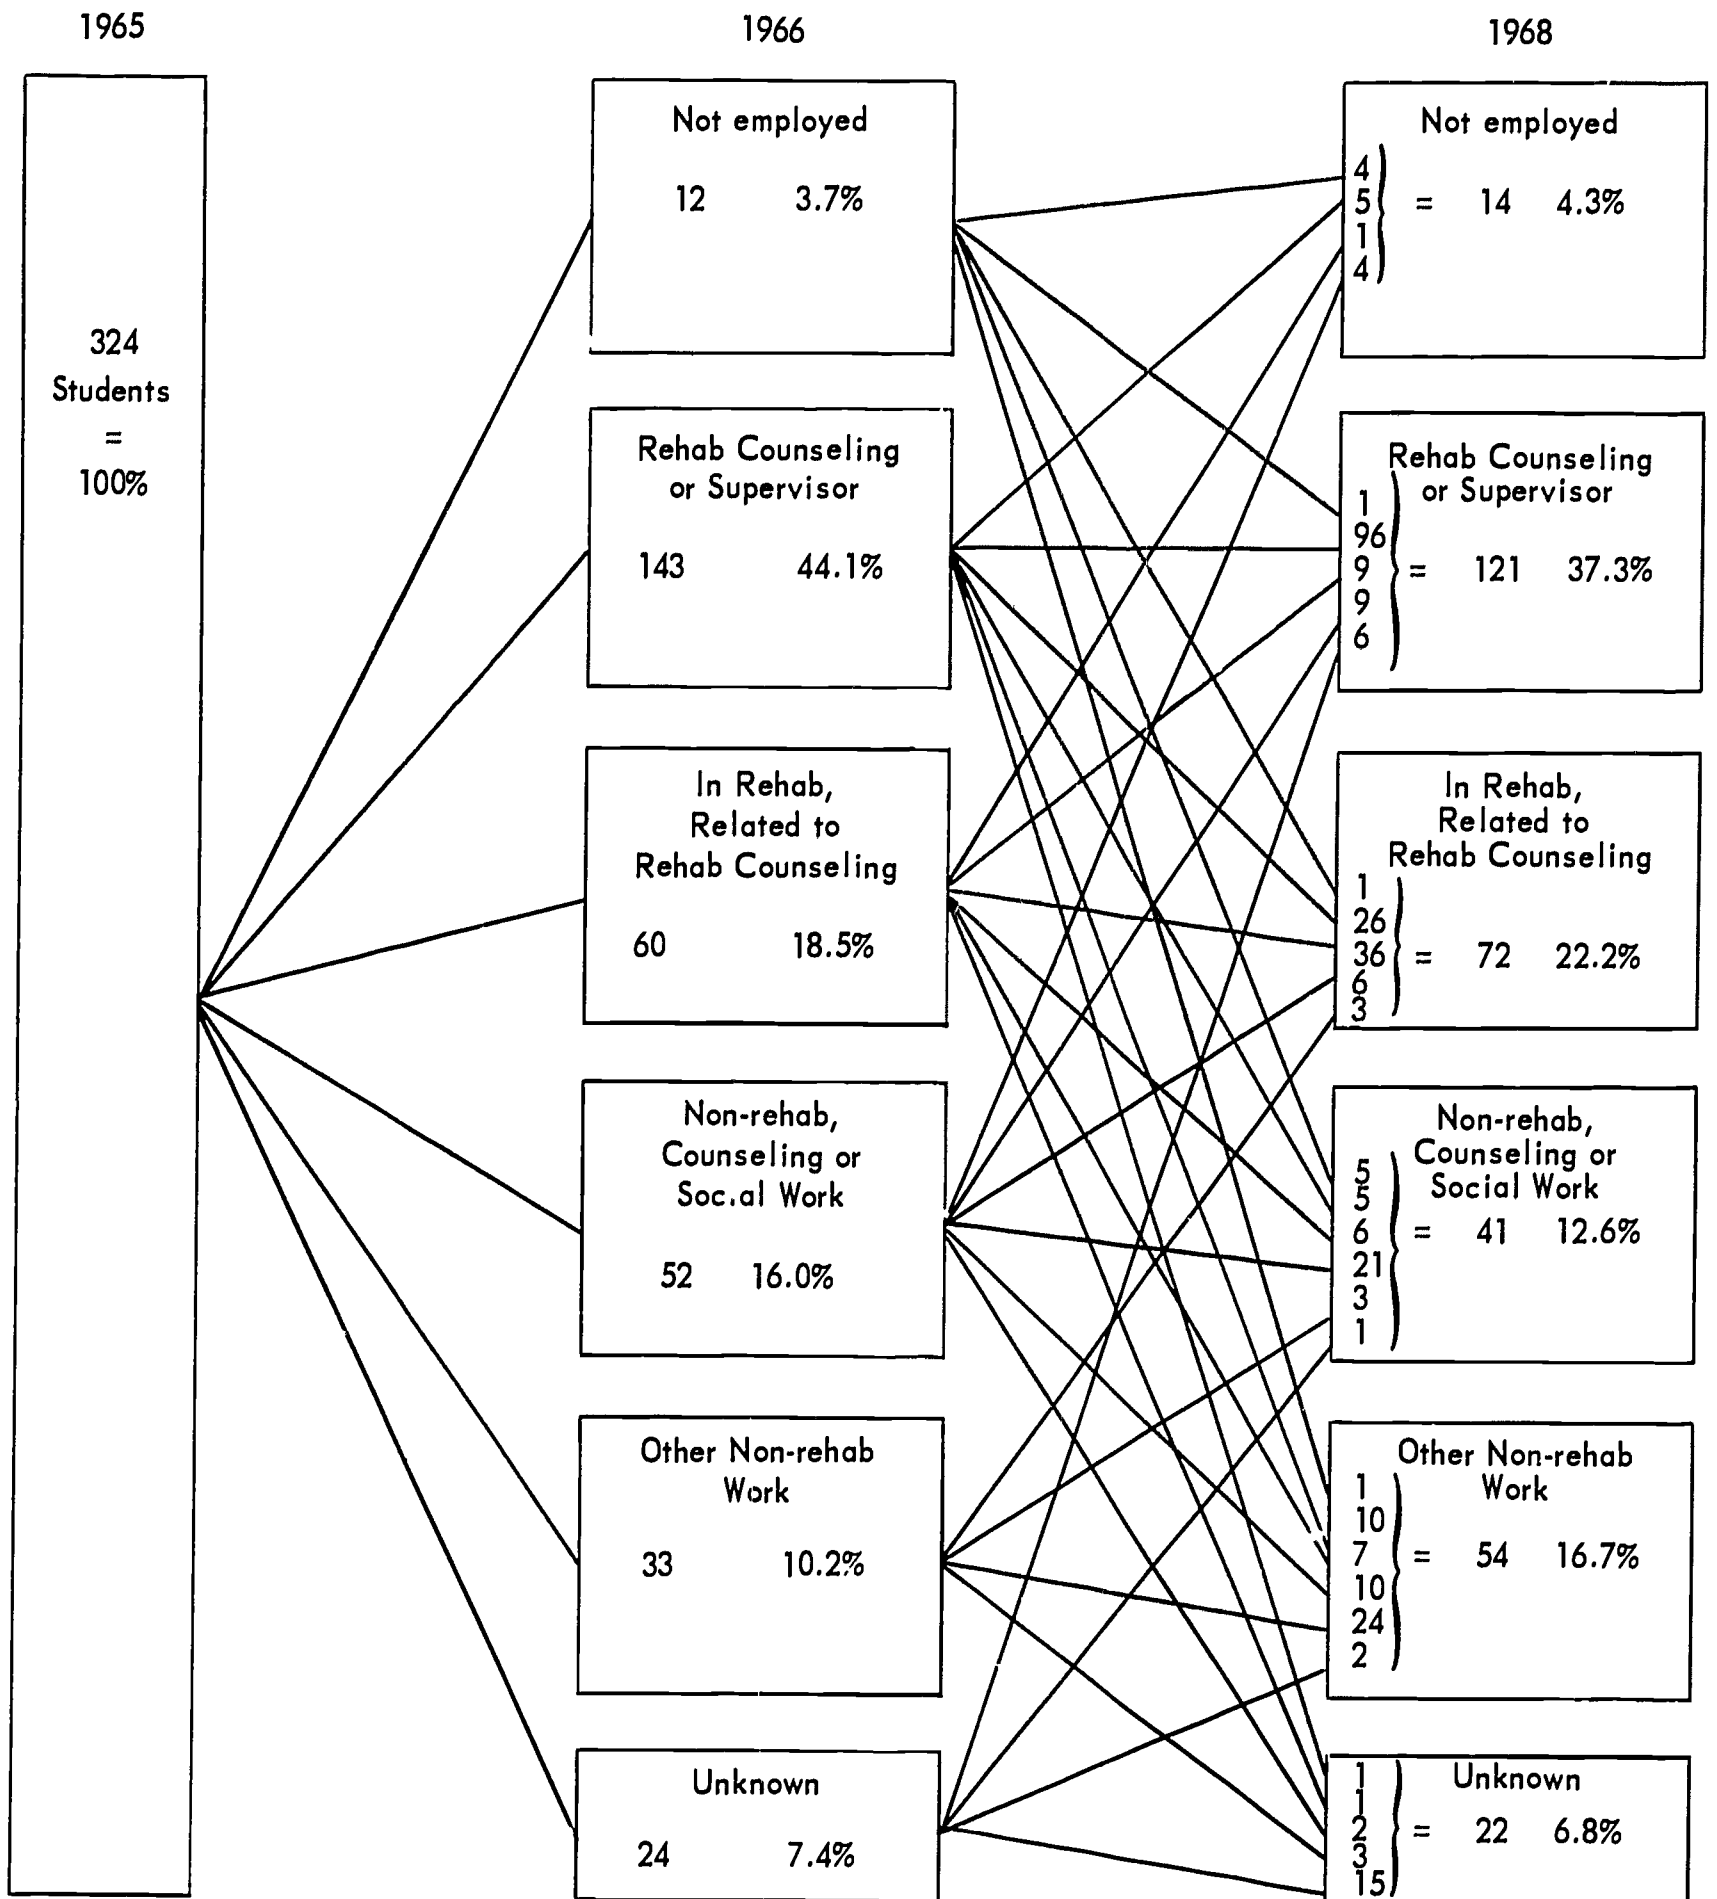 1965
1966
1968
324
Students
=
100%
Not employed
12 3.7%
Rehab Counseling
or Supervisor
143 44.1%
In Rehab,
Related to
Rehab Counseling
60 18.5%
Non-rehab,
Counseling or
Soc.al Work
52 16.0%
Other Non-rehab
Work
33 10.2%
Unknown
24 7.4%
Not employed
4
5 = 14 4.3%
1
4
Rehab Counseling
or Supervisor
1
96
9 = 121 37.3%
9
6
In Rehab,
Related to
Rehab Counseling
1
26
36 = 72 22.2%
6
3
Non-rehab,
Counseling or
5
Social Work
5
6 = 41 12.6%
21
3
1
Other Non-rehab
1 Work
10
7 = 54 16.7%
10
24
2
1 Unknown
1
2 = 22 6.8%
3
15